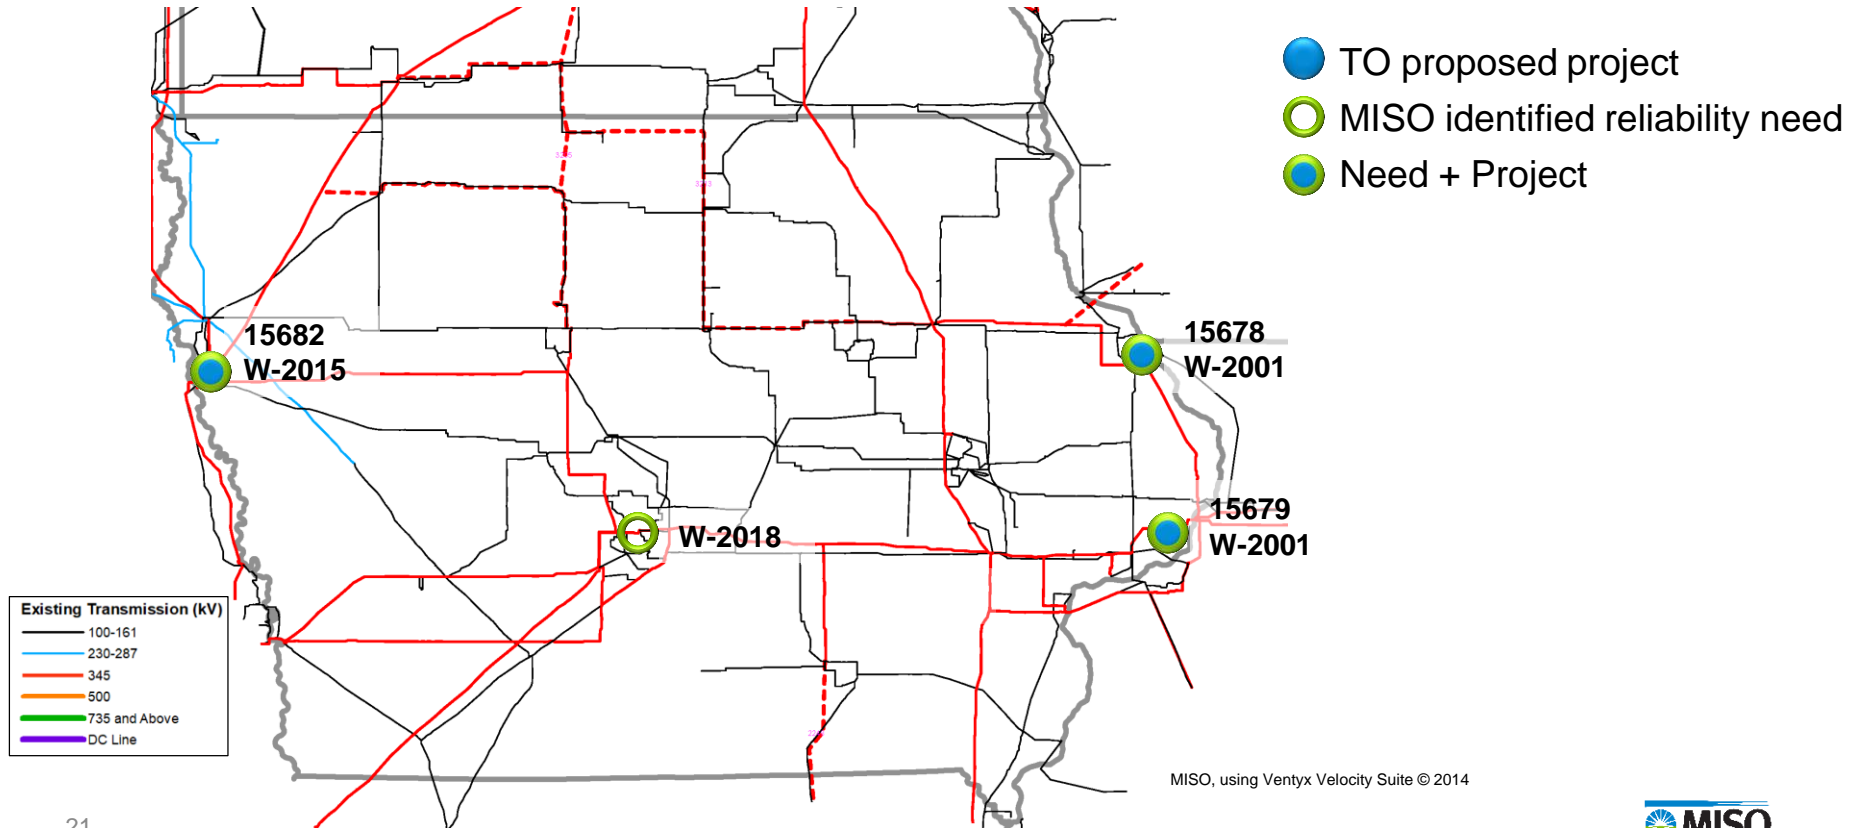 TO proposed project
MISO identified reliability need
Need + Project
15682
W-2015
15678
W-2001
W-2018
15679
W-2001
Existing Transmission (kV)
100-161
230-287
345
500
735 and Above
DC Line
MISO, using Ventyx Velocity Suite © 2014
21
MISO